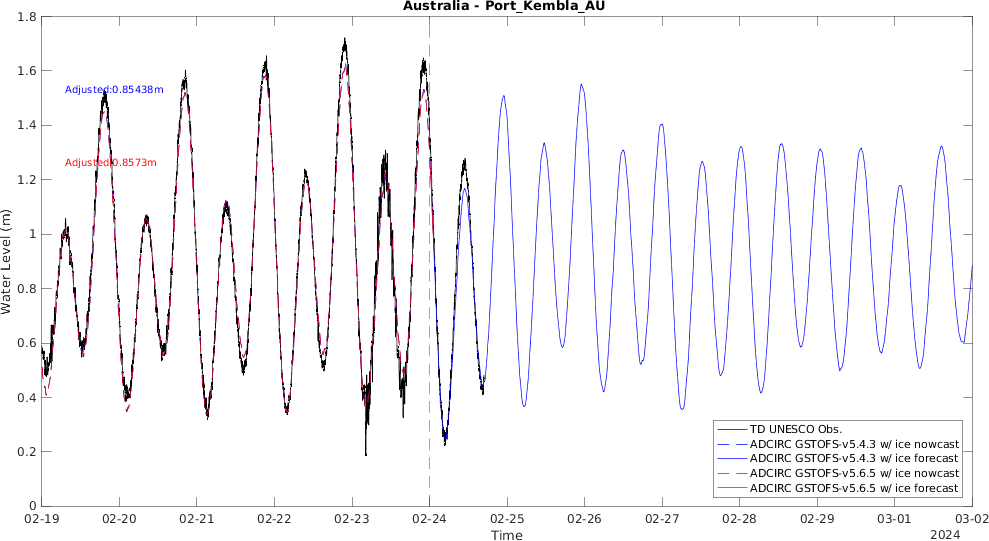 Australia - Port_Kembla_AU
Water Level (m)
1.8
1.6
1.4
1.2
1
0.8
0.6
0.4
0.2
0
Adjusted:0.85438m
Adjusted:0.8573m
TD UNESCO Obs.
ADCIRC GSTOFS-v5.4.3 w/ ice nowcast
ADCIRC GSTOFS-v5.4.3 w/ ice forecast
ADCIRC GSTOFS-v5.6.5 w/ ice nowcast
ADCIRC GSTOFS-v5.6.5 w/ ice forecast
02-19 02-20 02-21 02-22 02-23 02-24 02-25 02-26 02-27 02-28 02-29 03-01 03-02
Time
2024